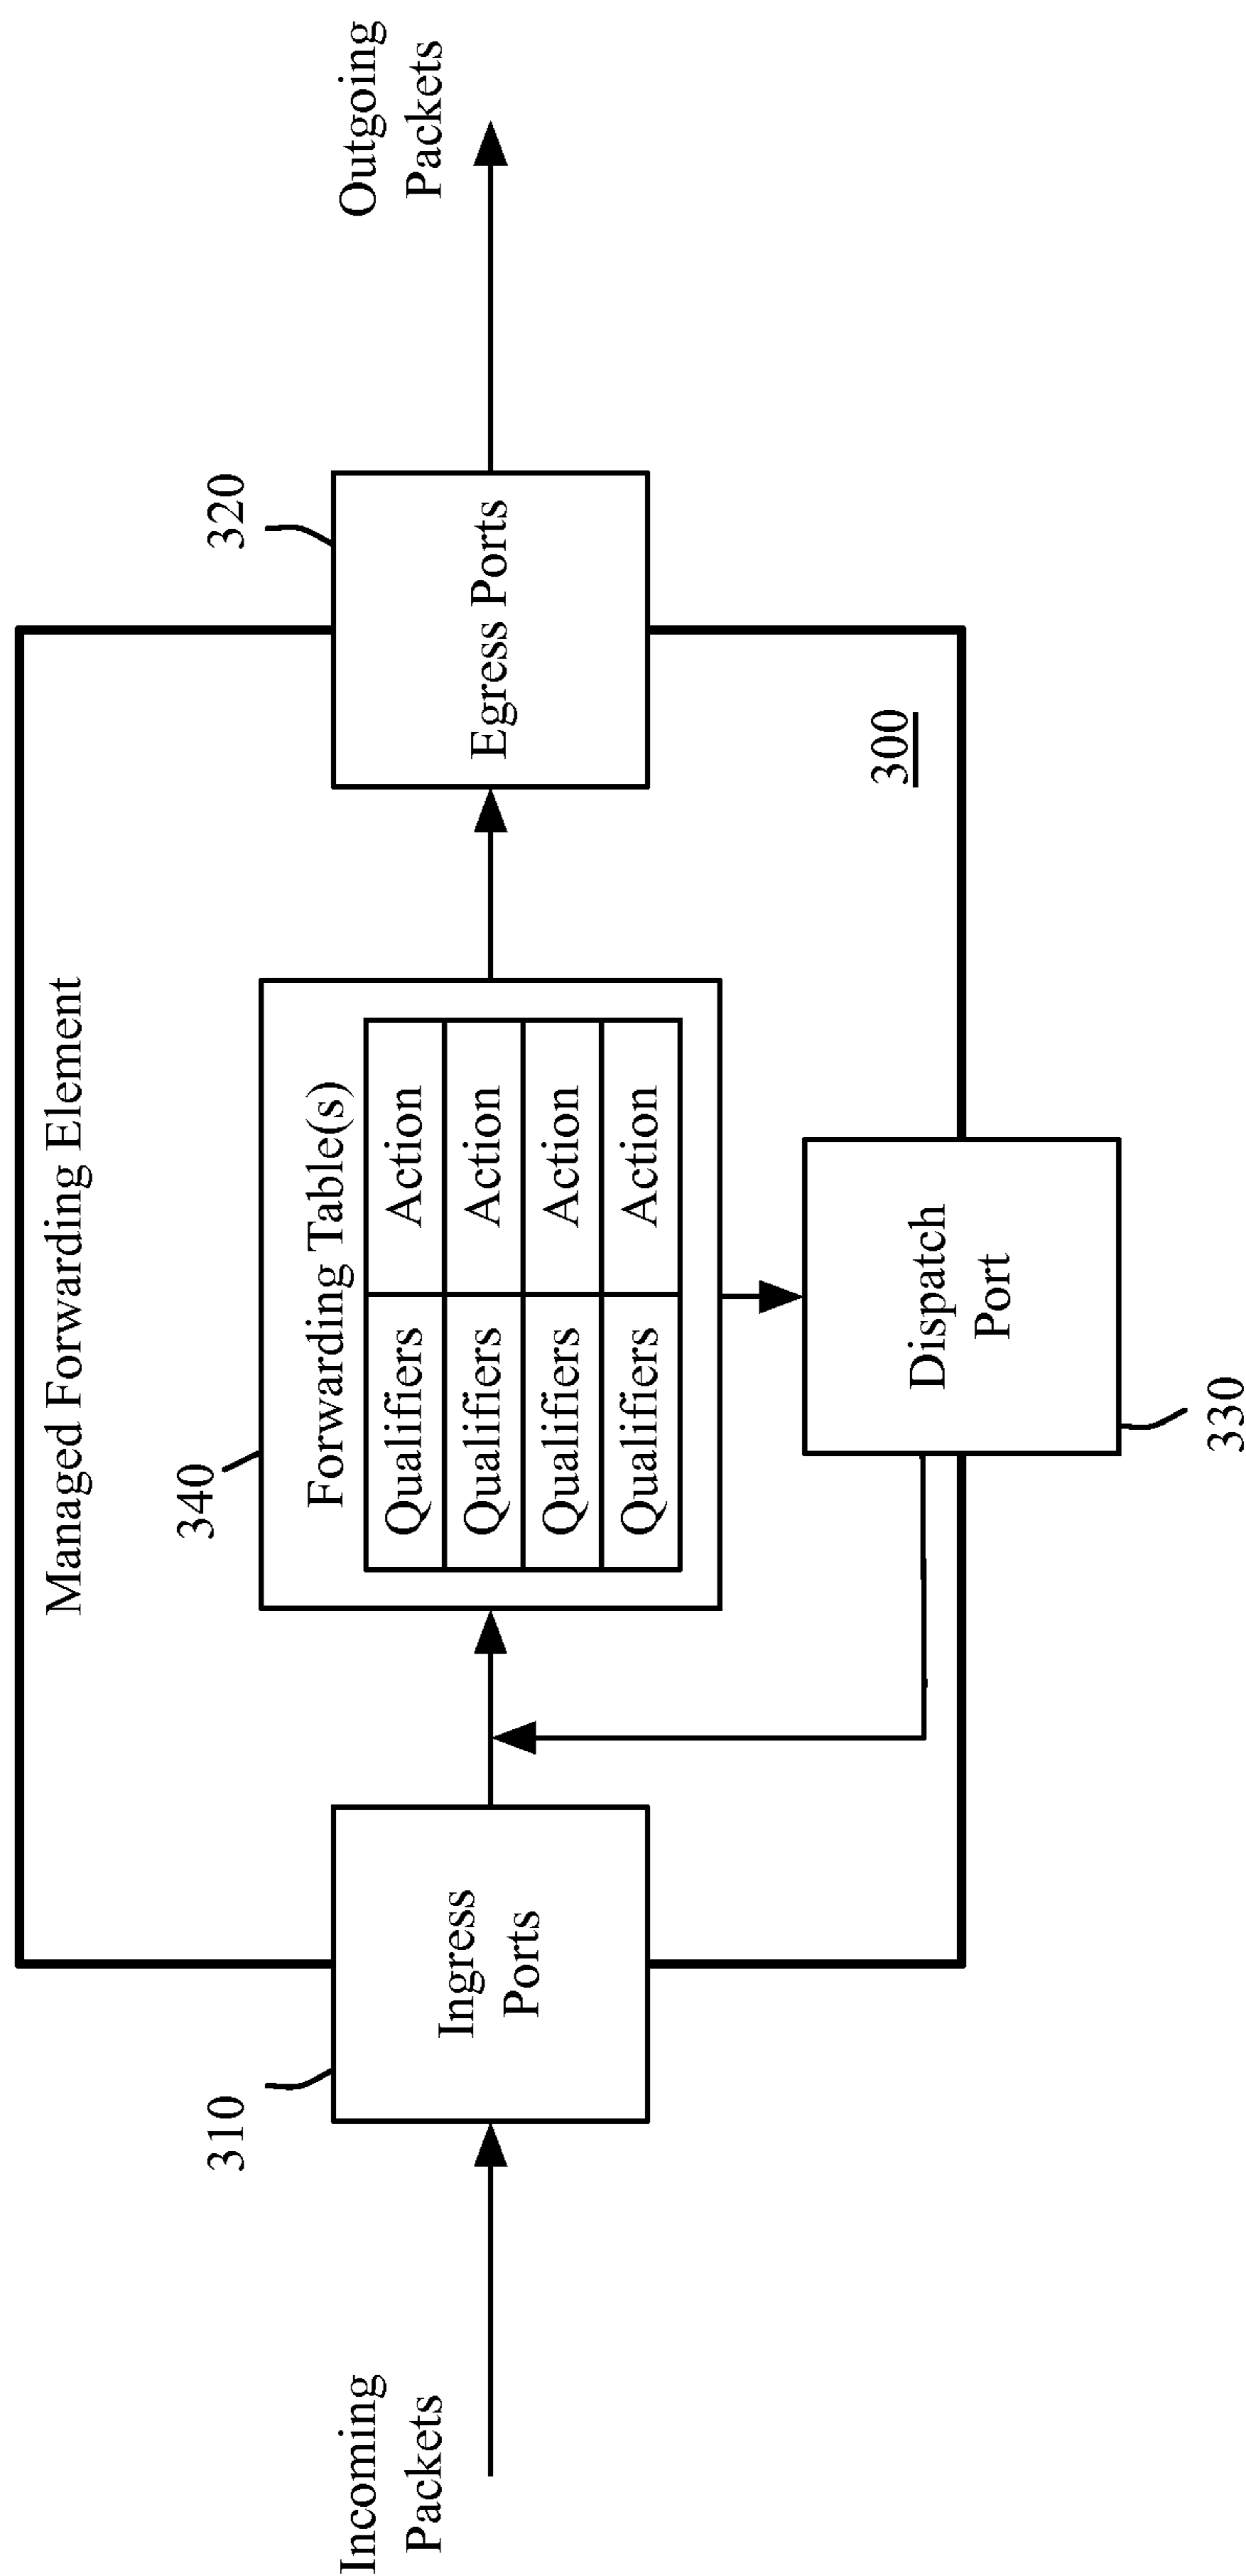 Managed Forwarding Element
340
Forwarding Table(s)
Qualifiers Action
Qualifiers Action
Qualifiers Action
Qualifiers Action
310
320
Incoming
Packets
Ingress
Ports
Egress Ports
Outgoing
Packets
300
Dispatch
Port
330